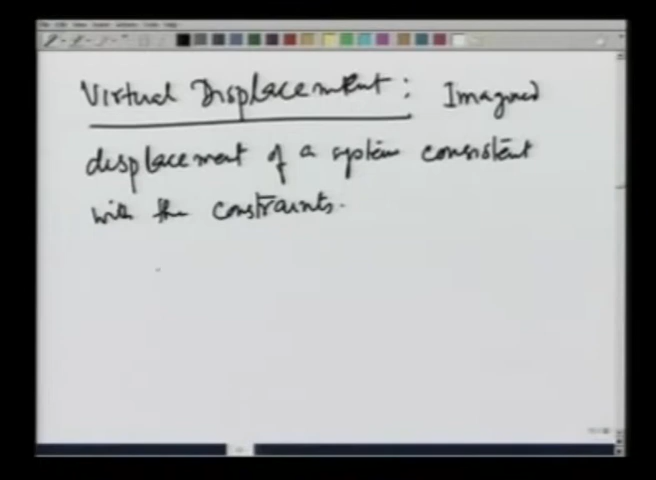 Virtual Displacement: Imagined
displacement of a system consistent
with the constraints.